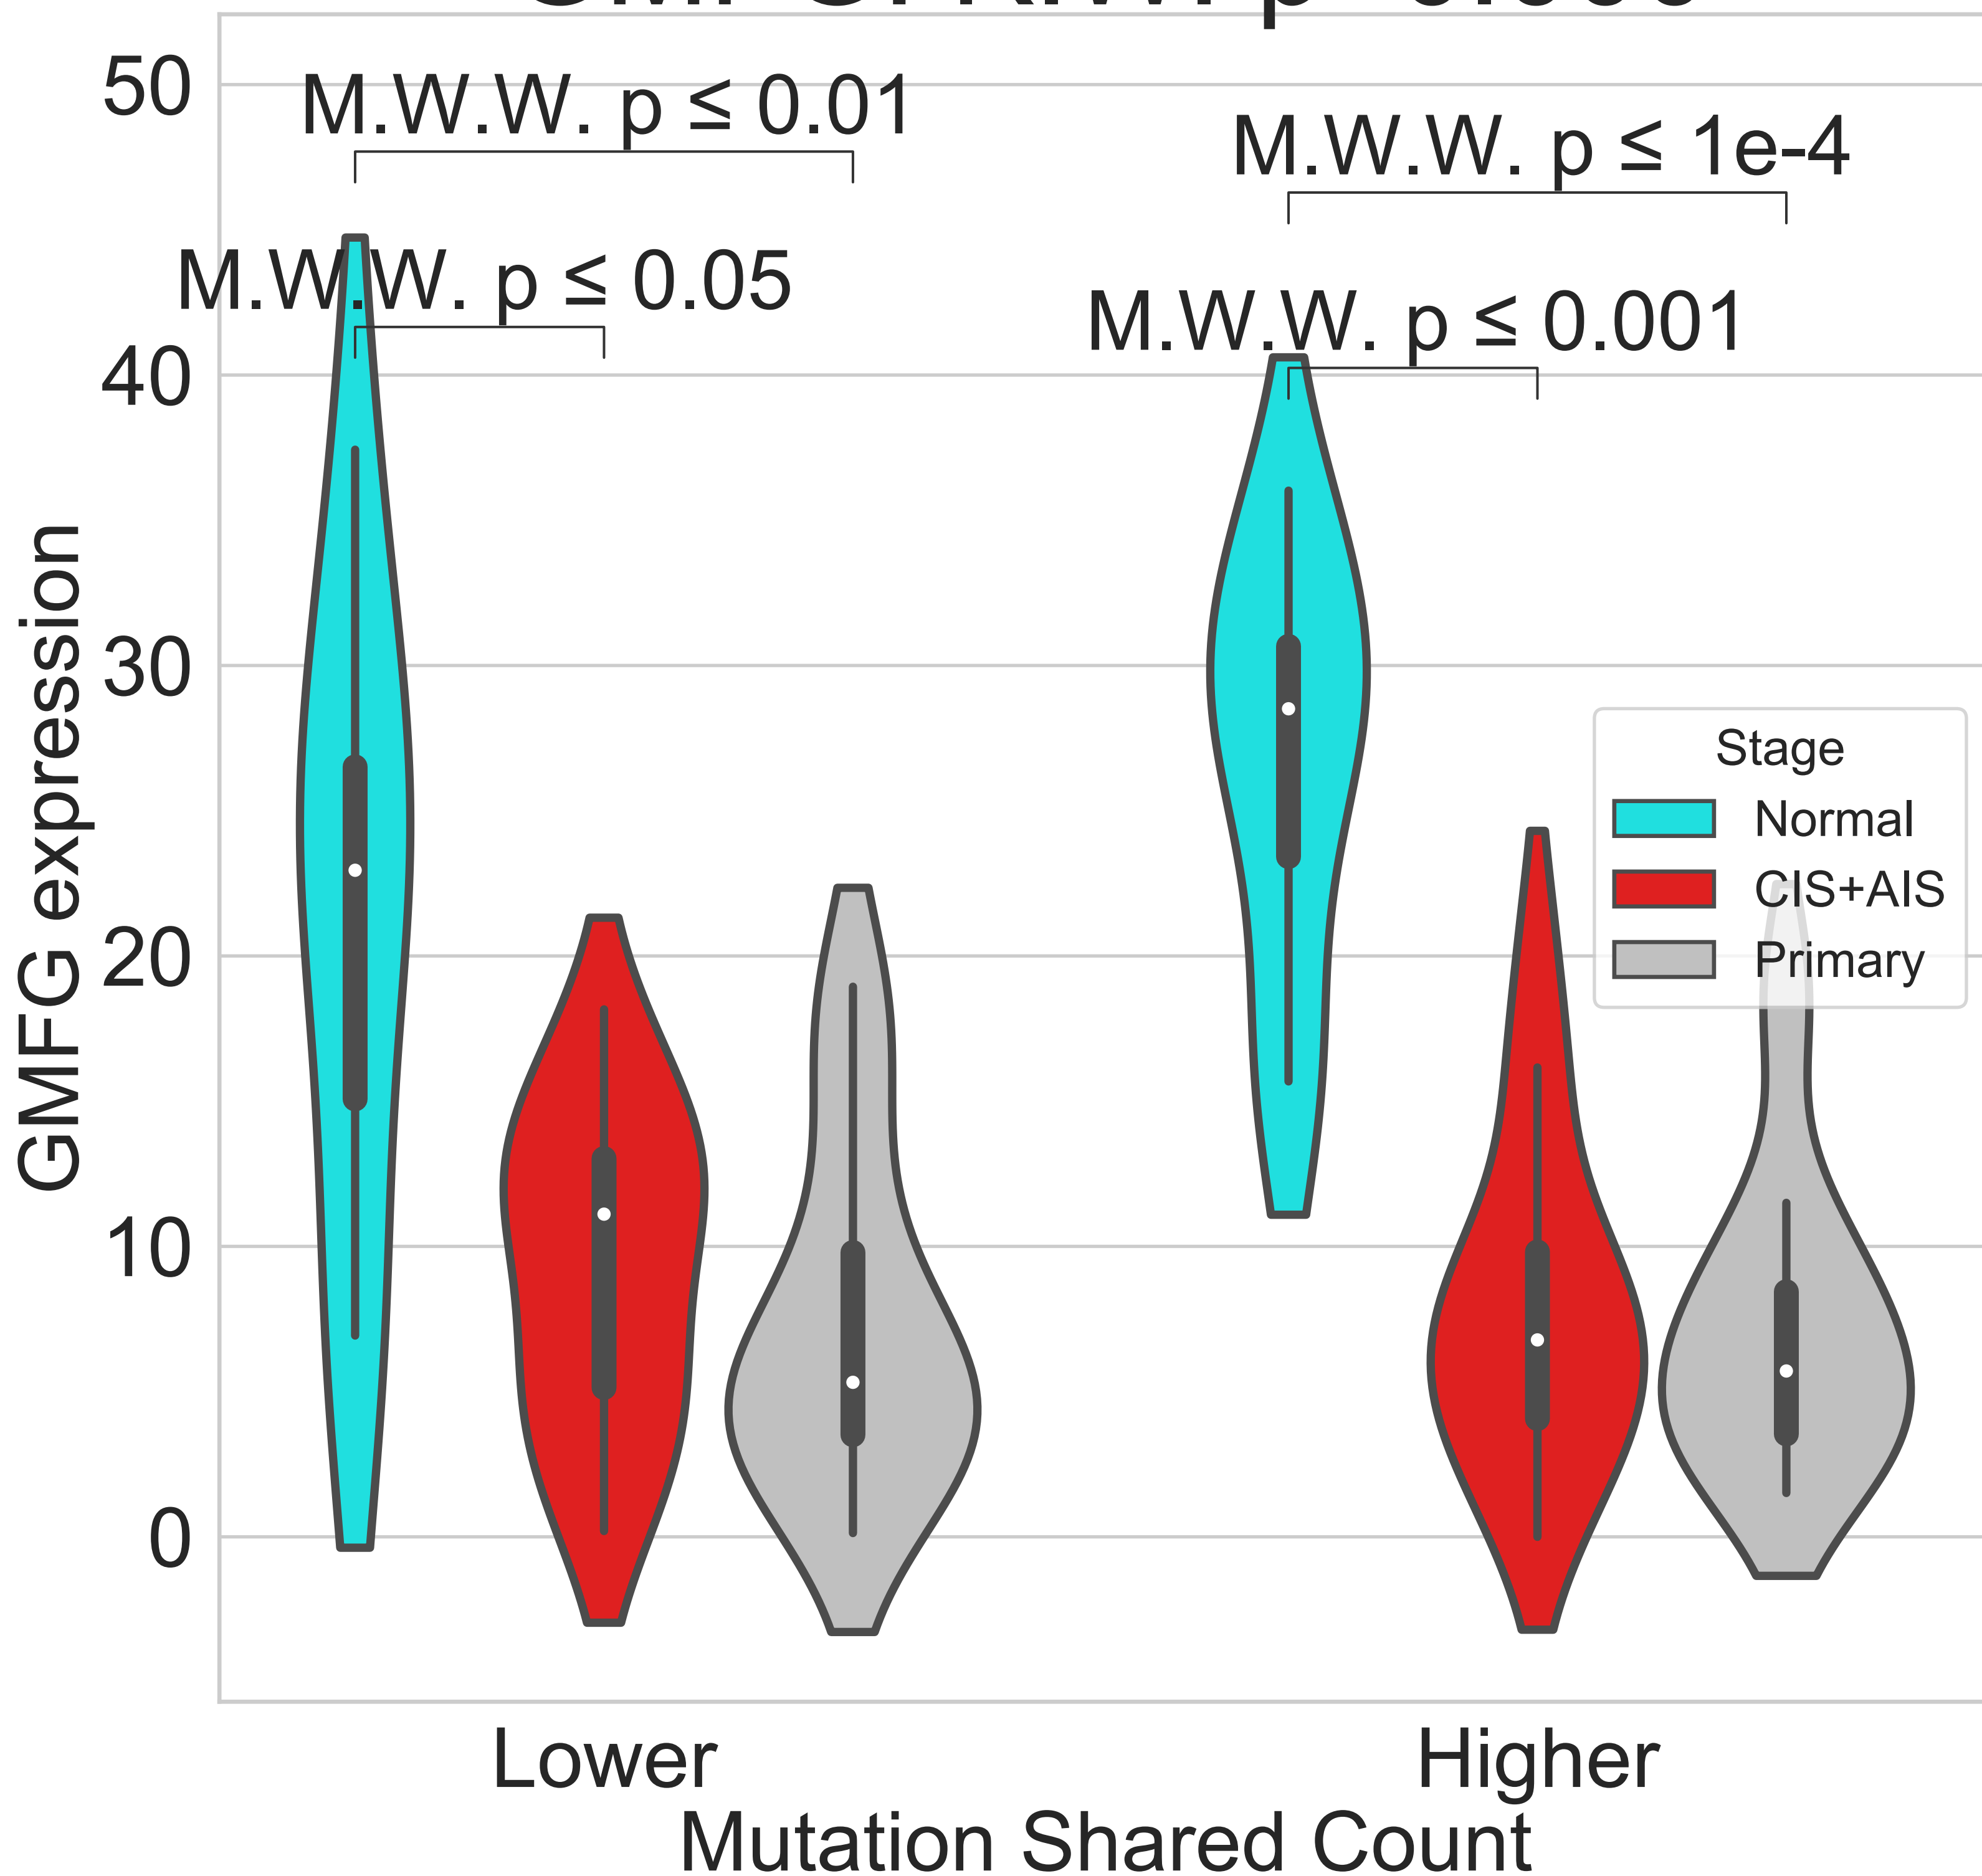 50
M.W.W. p ≤ 0.01
M.W.W. p ≤ 1e-4
M.W.W. p ≤ 0.05
M.W.W. p ≤ 0.001
40
30
20
10
0
GMFG expression
Stage
Normal
CIS+AIS
Primary
Lower
Higher
Mutation Shared Count